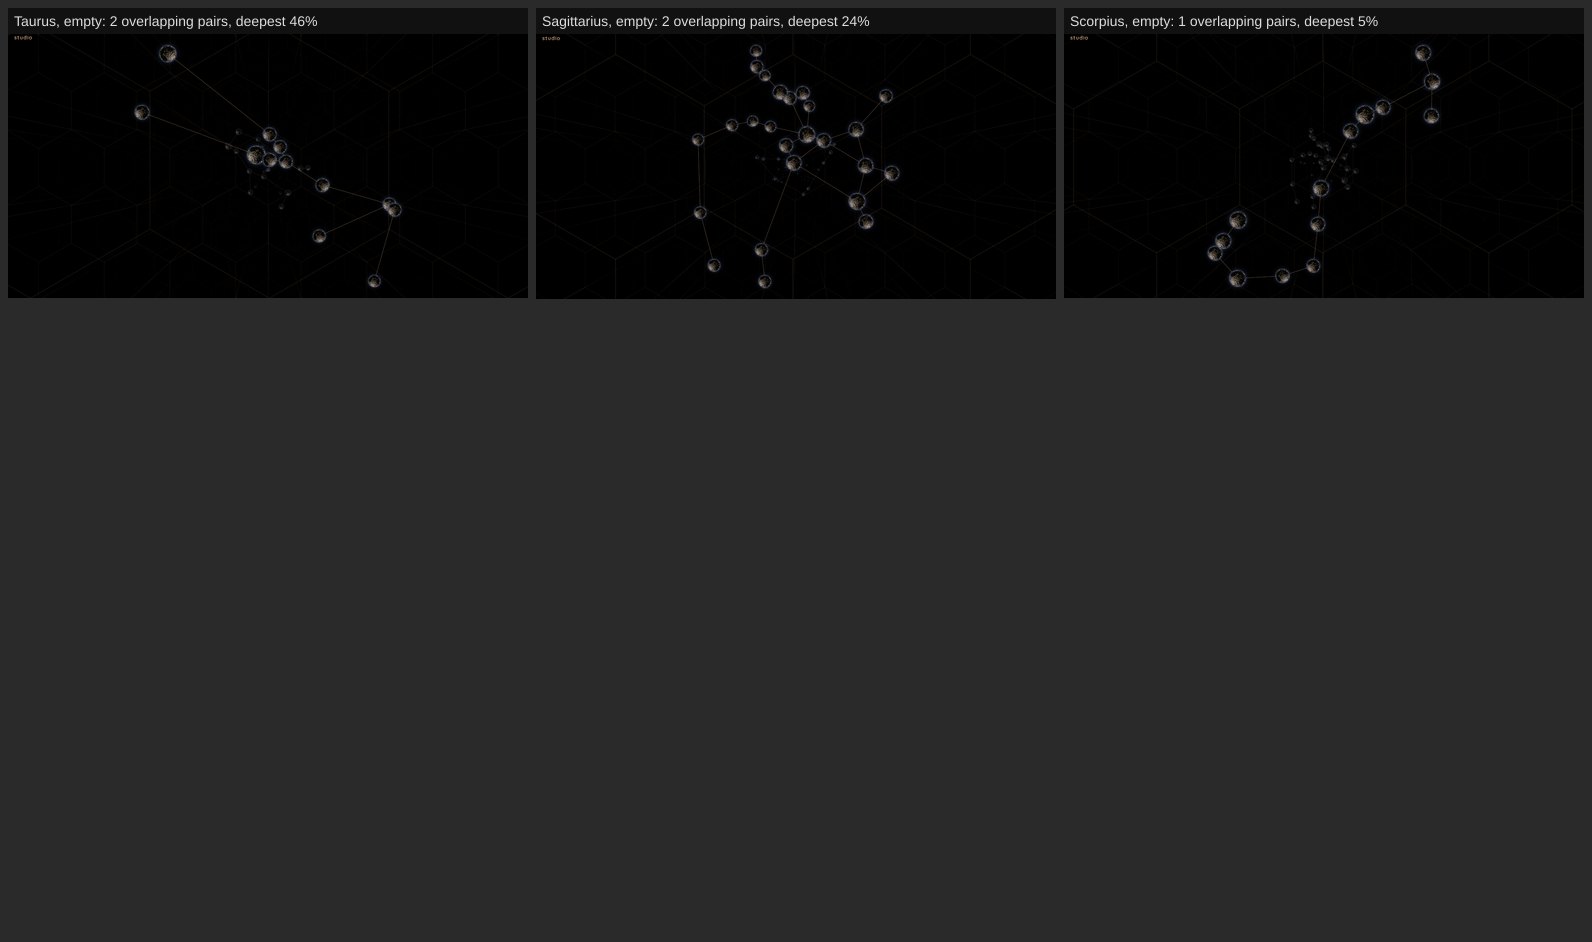 Taurus, empty: 2 overlapping pairs, deepest 46%
Sagittarius, empty: 2 overlapping pairs, deepest 24%
Scorpius, empty: 1 overlapping pairs, deepest 5%
studio
studio
studio